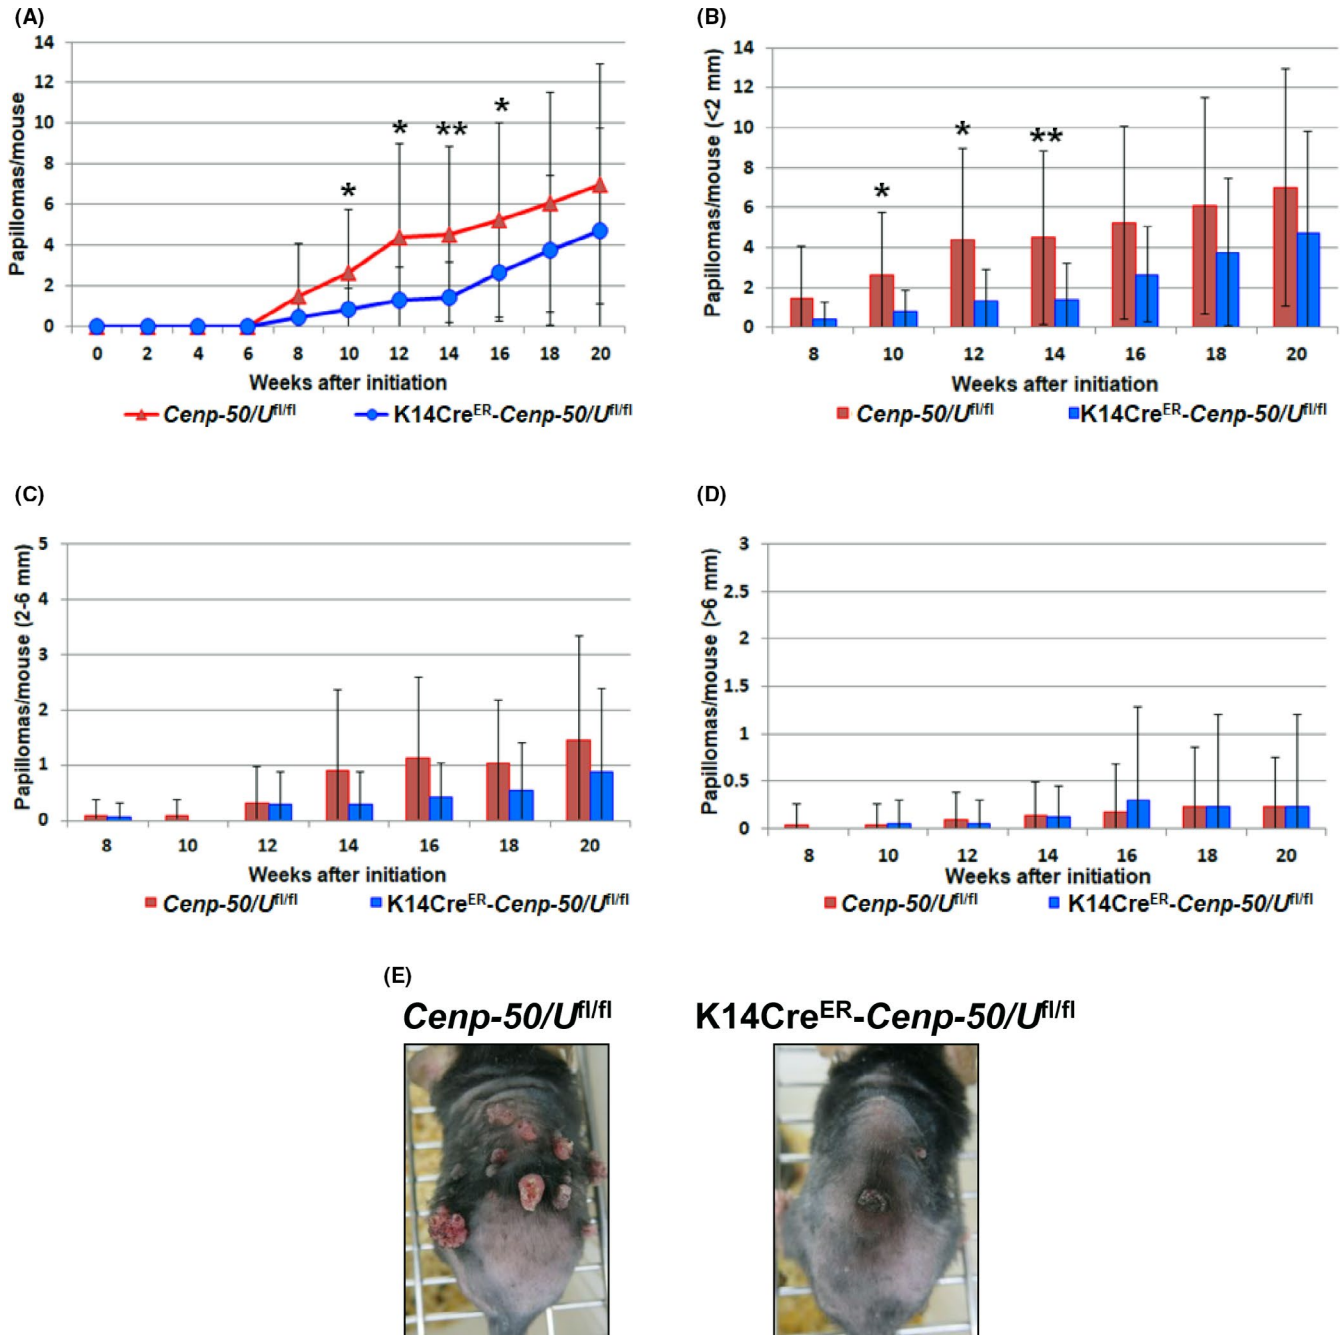 (A)
14
12
10
8
6
4
2
0
Papillomas/mouse
*
*
**
*
0 2 4 6 8 10 12 14 16 18 20
Weeks after initiation
Cenp-50/Ufl/fl K14CreER-Cenp-50/Ufl/fl
(B)
14
12
10
8
6
4
2
0
Papillomas/mouse (<2 mm)
*
*
**
8 10 12 14 16 18 20
Weeks after initiation
Cenp-50/Ufl/fl K14CreER-Cenp-50/Ufl/fl
(C)
5
4
3
2
1
0
Papillomas/mouse (2-6 mm)
8 10 12 14 16 18 20
Weeks after initiation
Cenp-50/Ufl/fl K14CreER-Cenp-50/Ufl/fl
(D)
3
2.5
2
1.5
1
0.5
0
Papillomas/mouse (>6 mm)
8 10 12 14 16 18 20
Weeks after initiation
Cenp-50/Ufl/fl K14CreER-Cenp-50/Ufl/fl
(E)
Cenp-50/Ufl/fl K14CreER-Cenp-50/Ufl/fl